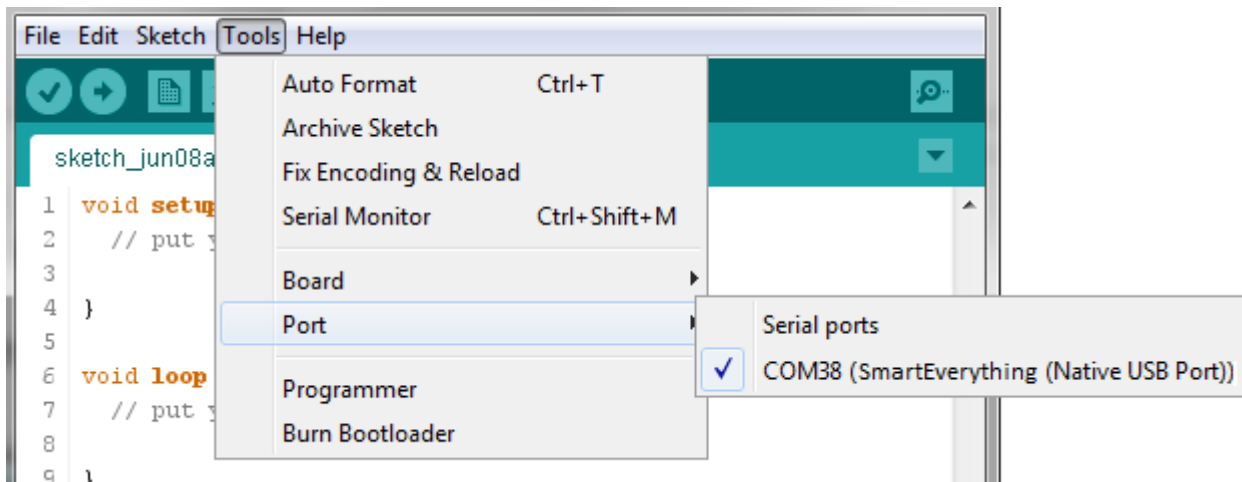 File Edit Sketch Tools Help
Auto Format Ctrl+T
Archive Sketch
Fix Encoding & Reload
Serial Monitor Ctrl+Shift+M
Board
Port
Programmer
Burn Bootloader
Serial ports
COM38 (SmartEverything (Native USB Port))
sketch_jun08a
1 void setup
2 // put
3
4 }
5
6 void loop
7 // put
8
9 }